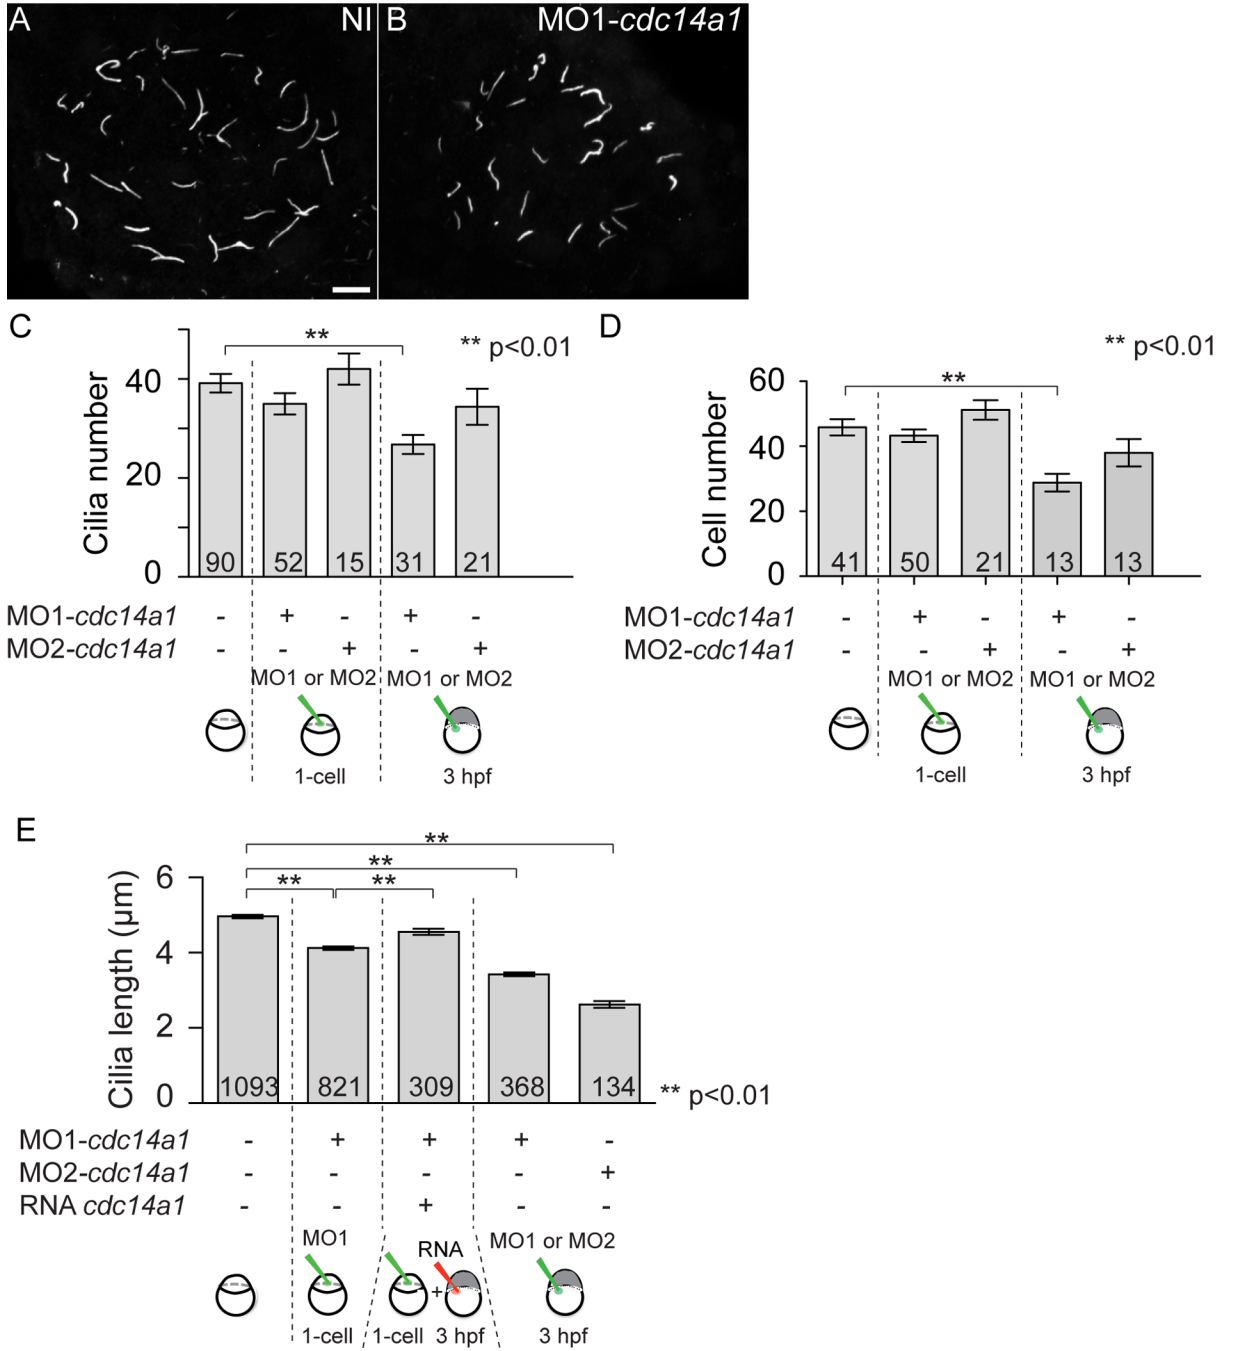 A NI B MO1-cdc14a1
C
** ** p<0.01
Cilia number
40
20
0
90 52 15 31 21
MO1-cdc14a1 - + - + -
MO2-cdc14a1 - - + - +
MO1 or MO2 MO1 or MO2
1-cell 3 hpf
D
** p<0.01
**
Cell number
60
40
20
0
41 50 21 13 13
MO1-cdc14a1 - + - + -
MO2-cdc14a1 - - + - +
MO1 or MO2 MO1 or MO2
1-cell 3 hpf
E
**
**
** **
Cilia length (µm)
6
4
2
0
1093 821 309 368 134
** p<0.01
MO1-cdc14a1 - + + + -
MO2-cdc14a1 - - - - +
RNA cdc14a1 - - + - -
MO1 RNA MO1 or MO2
+
1-cell 1-cell 3 hpf 3 hpf